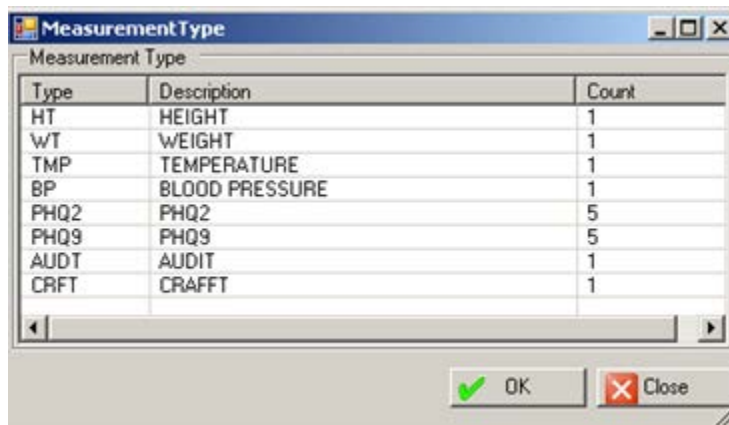 MeasurementType
Measurement Type
Type Description Count
HT HEIGHT 1
WT WEIGHT 1
TMP TEMPERATURE 1
BP BLOOD PRESSURE 1
PHQ2 PHQ2 5
PHQ9 PHQ9 5
AUDT AUDIT 1
CRFT CRAFFT 1
OK Close